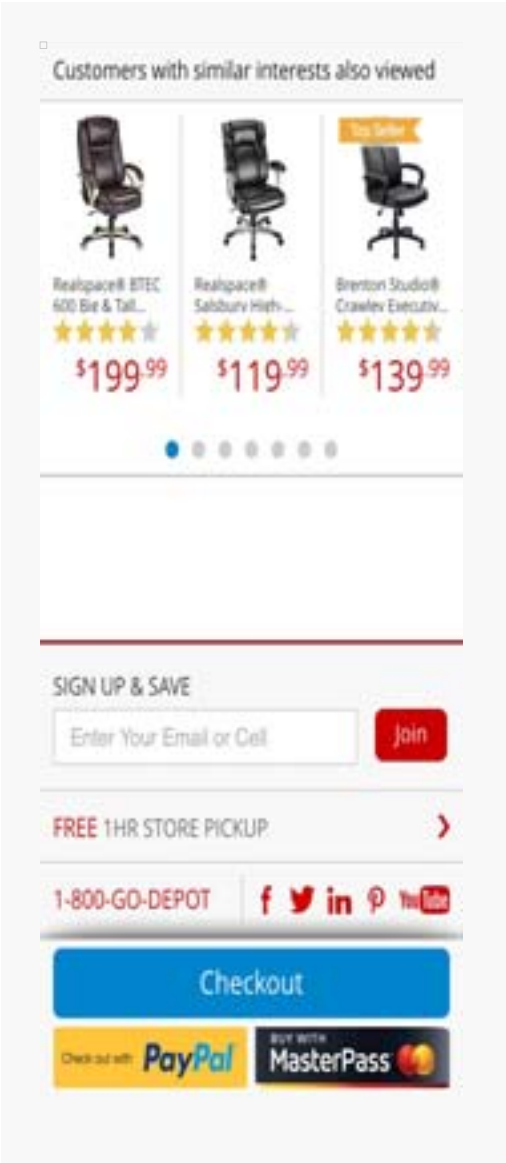 Customers with similar interests also viewed
Top Seller
Realspace® BTEC
600 Big & Tall...
$199.99
Realspace®
Salsbury High-...
$119.99
Brenton Studio®
Crawley Executiv...
$139.99
SIGN UP & SAVE
Enter Your Email or Cell
Join
FREE 1HR STORE PICKUP
1-800-GO-DEPOT
f in YouTube
Checkout
Check out with PayPal
BUY WITH
MasterPass